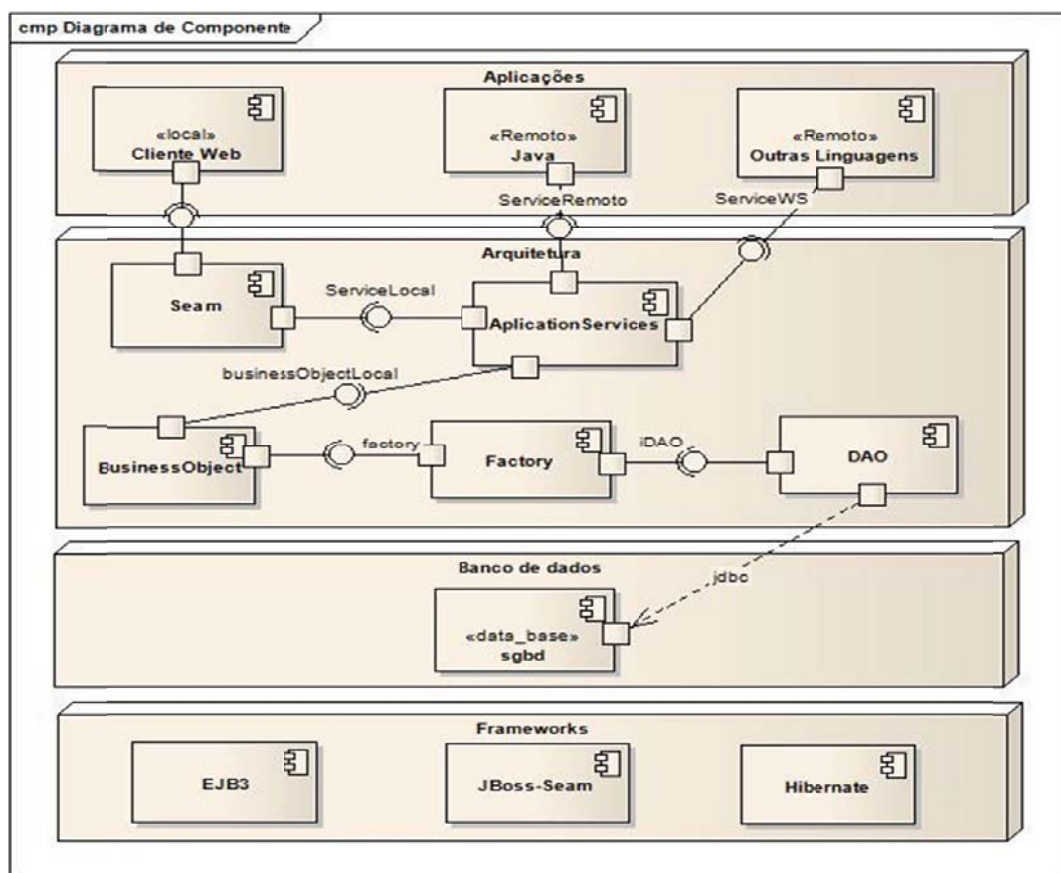 cmp Diagrama de Componente
Aplicações
«local»
Cliente Web
«Remoto»
Java
«Remoto»
Outras Linguagens
ServiceRemoto
ServiceWS
Arquitetura
Seam
ServiceLocal
AplicationServices
businessObjectLocal
BusinessObject
factory
Factory
iDAO
DAO
jdbc
Banco de dados
«data_base»
sgbd
Frameworks
EJB3
JBoss-Seam
Hibernate